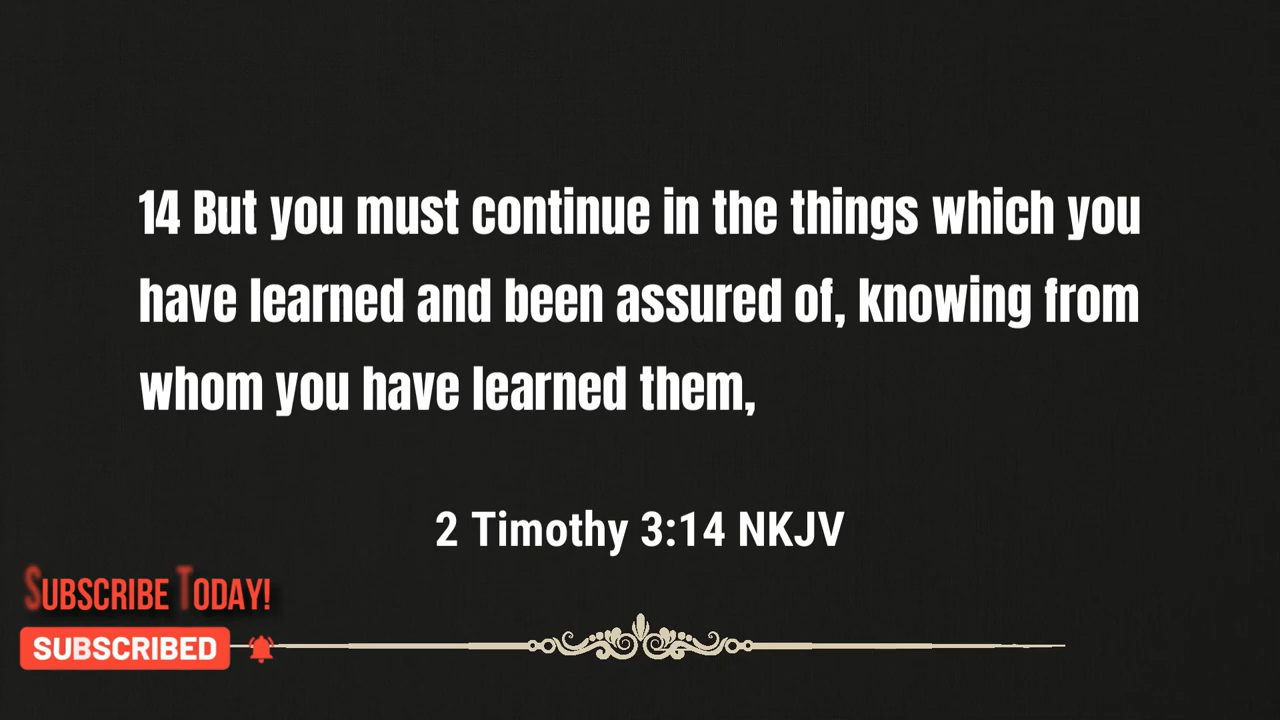 14 But you must continue in the things which you
have learned and been assured of, knowing from
whom you have learned them,
2 Timothy 3:14 NKJV
SUBSCRIBE TODAY!
SUBSCRIBED